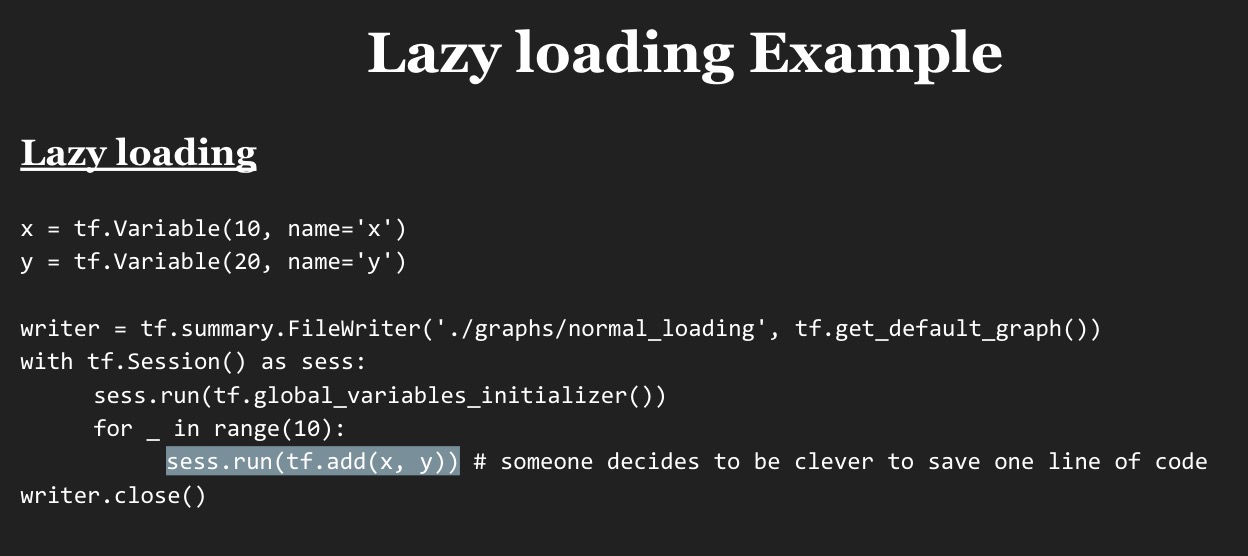 Lazy loading Example
Lazy loading
x = tf.Variable(10, name='x')
y = tf.Variable(20, name='y')
writer = tf.summary.FileWriter('./graphs/normal_loading', tf.get_default_graph())
with tf.Session() as sess:
sess.run(tf.global_variables_initializer())
for _ in range(10):
sess.run(tf.add(x, y)) # someone decides to be clever to save one line of code
writer.close()